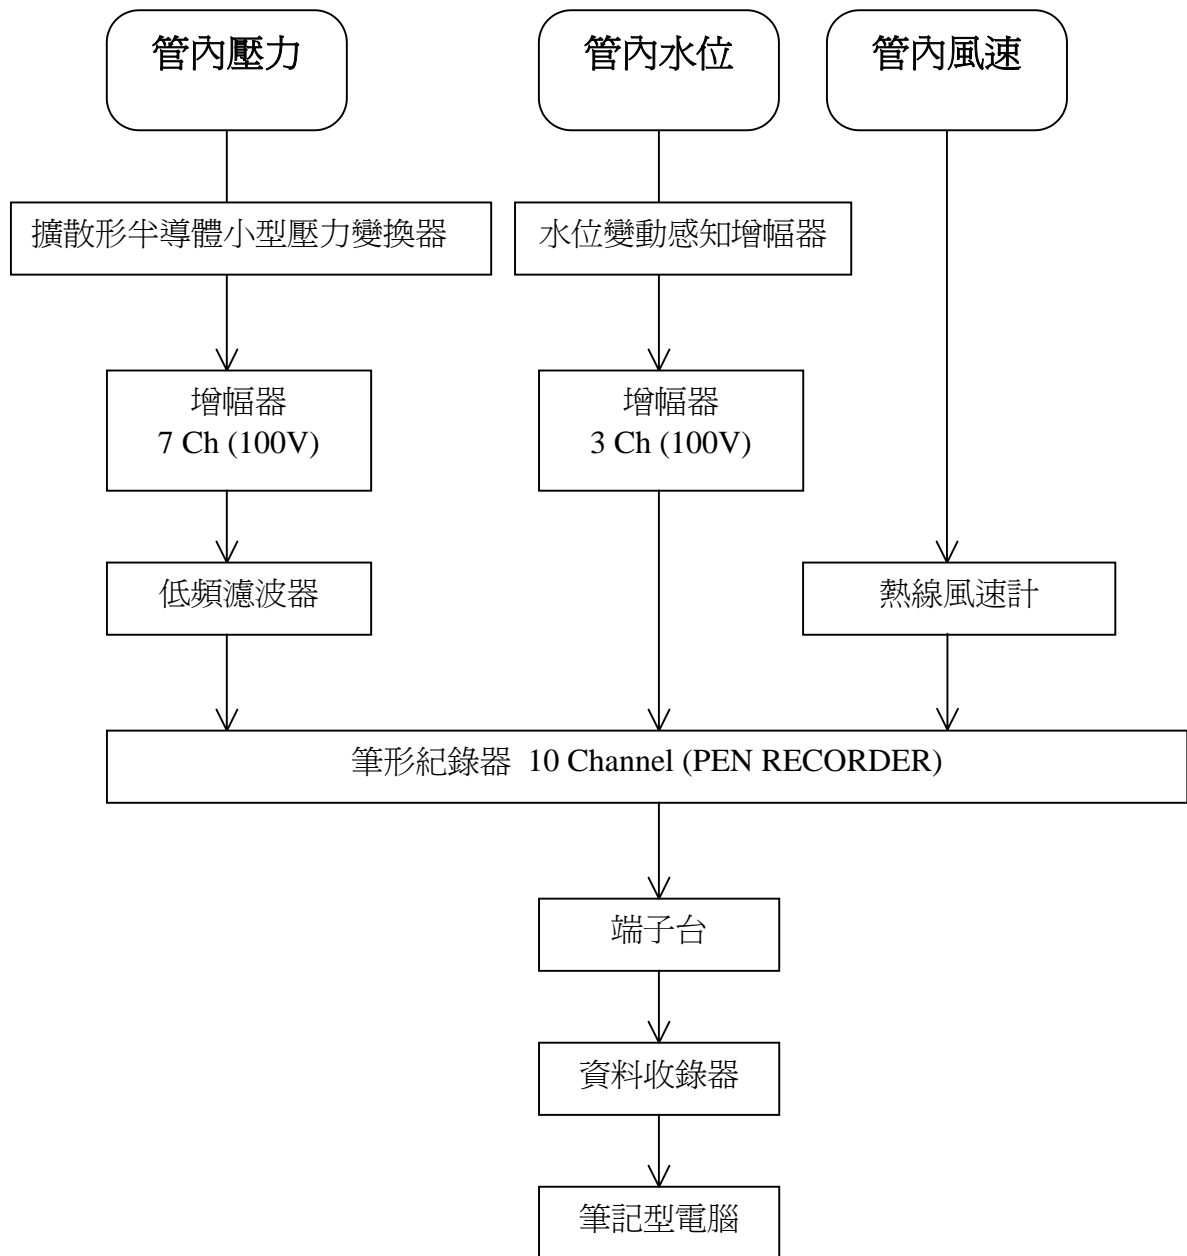 管內壓力
管內水位
管內風速
擴散形半導體小型壓力變換器
水位變動感知增幅器
增幅器
7 Ch (100V)
增幅器
3 Ch (100V)
低頻濾波器
熱線風速計
筆形紀錄器 10 Channel (PEN RECORDER)
端子台
資料收錄器
筆記型電腦